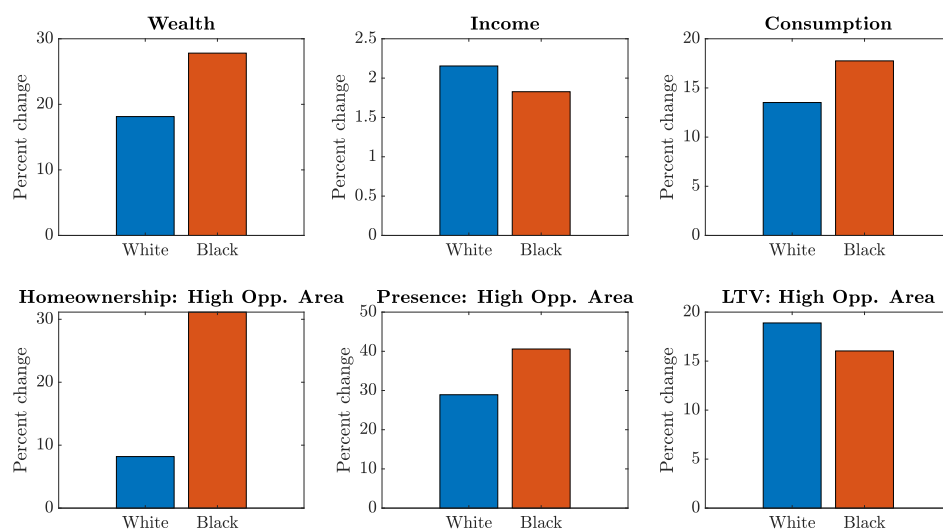 Wealth
30
20
10
0
Percent change
White Black
Income
2.5
2
1.5
1
0.5
0
Percent change
White Black
Consumption
20
15
10
5
0
Percent change
White Black
Homeownership: High Opp. Area
30
20
10
0
Percent change
White Black
Presence: High Opp. Area
50
40
30
20
10
0
Percent change
White Black
LTV: High Opp. Area
20
15
10
5
0
Percent change
White Black